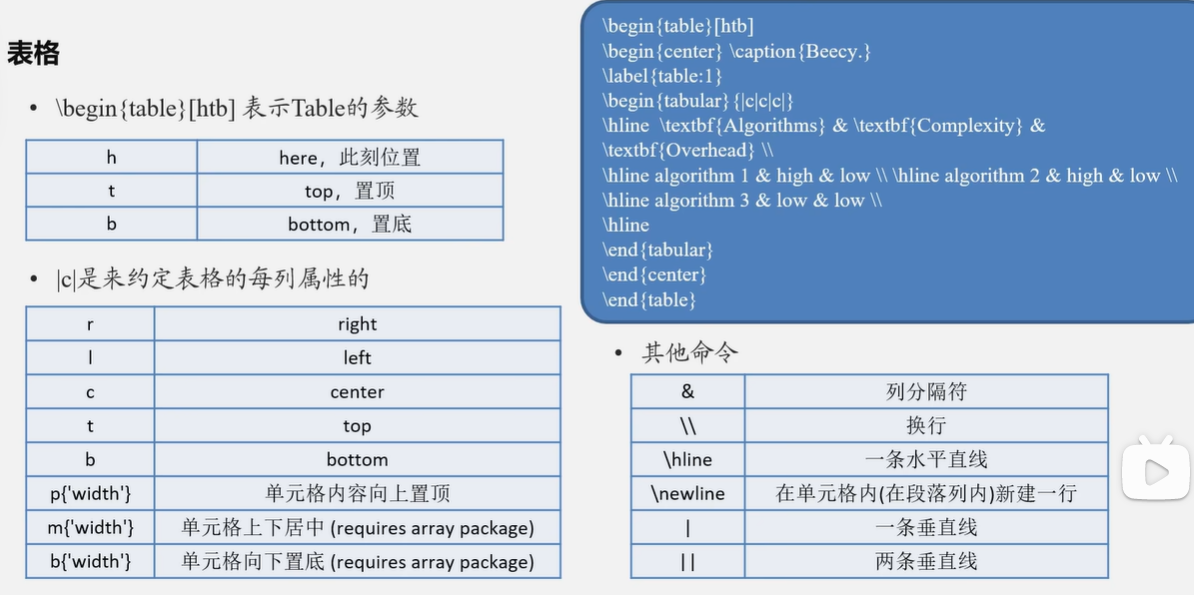 表格
• \begin{table}[htb] 表示Table的参数
h here，此刻位置
t top，置顶
b bottom，置底
• |c|是来约定表格的每列属性的
r right
l left
c center
t top
b bottom
p{'width'} 单元格内容向上置顶
m{'width'} 单元格上下居中 (requires array package)
b{'width'} 单元格向下置底 (requires array package)
\begin{table}[htb]
\begin{center} \caption{Beecy.}
\label{table:1}
\begin{tabular}{|c|c|c|}
\hline \textbf{Algorithms} & \textbf{Complexity} &
\textbf{Overhead} \\
\hline algorithm 1 & high & low \\ \hline algorithm 2 & high & low \\
\hline algorithm 3 & low & low \\
\hline
\end{tabular}
\end{center}
\end{table}
• 其他命令
& 列分隔符
\\ 换行
\hline 一条水平直线
\newline 在单元格内(在段落列内)新建一行
| 一条垂直线
|| 两条垂直线